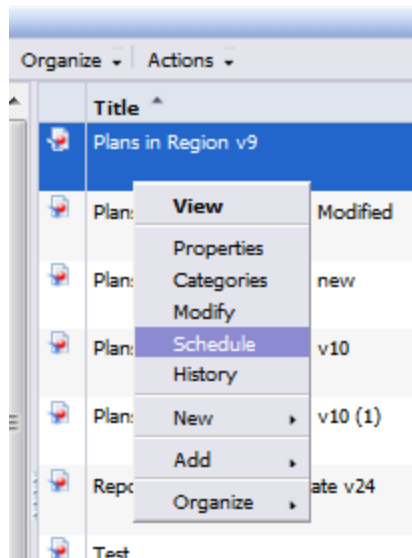 Organize Actions
Title
Plans in Region v9
View
Plans Modified
Properties
Categories
new
Plans
Modify
Schedule
Plans v10
History
New
Plans v10 (1)
Add
Repo ate v24
Organize
Test